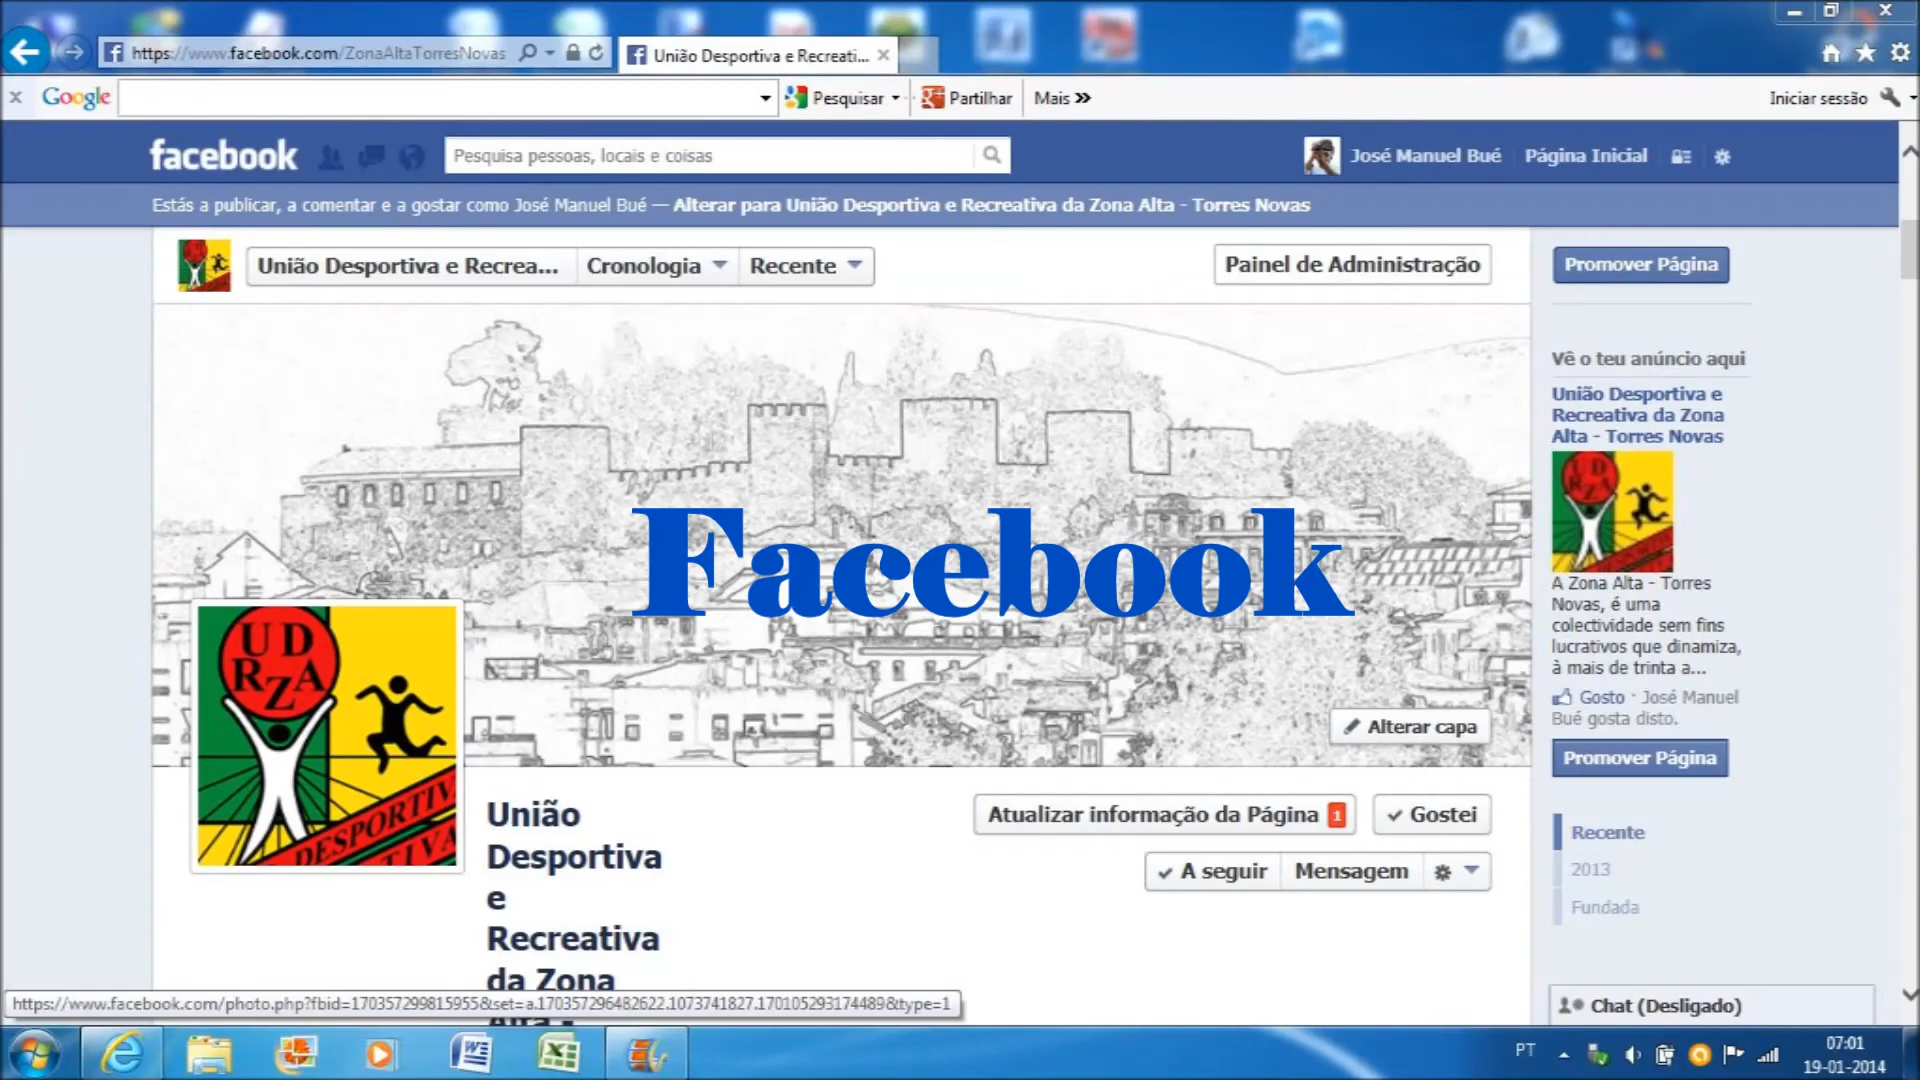 https://www.facebook.com/ZonaAltaTorresNovas
União Desportiva e Recreati...
Google
Pesquisar
Partilhar
Mais
Iniciar sessão
facebook
Pesquisa pessoas, locais e coisas
José Manuel Bué
Página Inicial
Estás a publicar, a comentar e a gostar como José Manuel Bué — Alterar para União Desportiva e Recreativa da Zona Alta - Torres Novas
União Desportiva e Recrea...
Cronologia
Recente
Painel de Administração
Promover Página
Vê o teu anúncio aqui
União Desportiva e
Recreativa da Zona
Alta - Torres Novas
UD
RZA
A Zona Alta - Torres
Novas, é uma
colectividade sem fins
lucrativos que dinamiza,
à mais de trinta a...
Gosto · José Manuel
Bué gosta disto.
Promover Página
Facebook
UD
RZA
DESPORTIV
TIVA
Alterar capa
União
Desportiva
e
Recreativa
da Zona
Alta -
Atualizar informação da Página 1
Gostei
A seguir
Mensagem
Recente
2013
Fundada
https://www.facebook.com/photo.php?fbid=170357299815955&set=a.170357296482622.1073741827.170105293174489&type=1
Chat (Desligado)
PT
07:01
19-01-2014